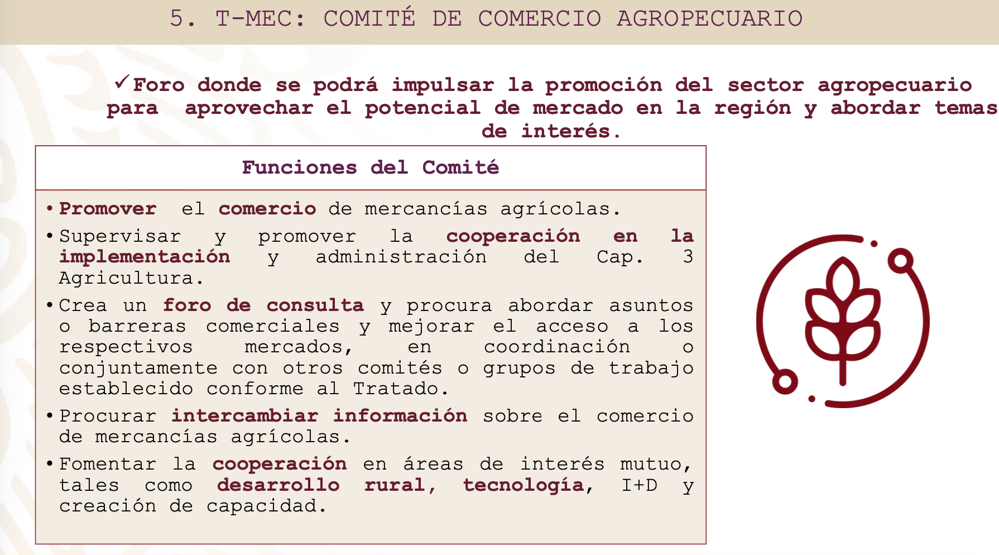 5. T-MEC: COMITÉ DE COMERCIO AGROPECUARIO
✓Foro donde se podrá impulsar la promoción del sector agropecuario
para aprovechar el potencial de mercado en la región y abordar temas
de interés.
Funciones del Comité
•Promover el comercio de mercancías agrícolas.
•Supervisar y promover la cooperación en la
implementación y administración del Cap. 3
Agricultura.
•Crea un foro de consulta y procura abordar asuntos
o barreras comerciales y mejorar el acceso a los
respectivos mercados, en coordinación o
conjuntamente con otros comités o grupos de trabajo
establecido conforme al Tratado.
•Procurar intercambiar información sobre el comercio
de mercancías agrícolas.
•Fomentar la cooperación en áreas de interés mutuo,
tales como desarrollo rural, tecnología, I+D y
creación de capacidad.